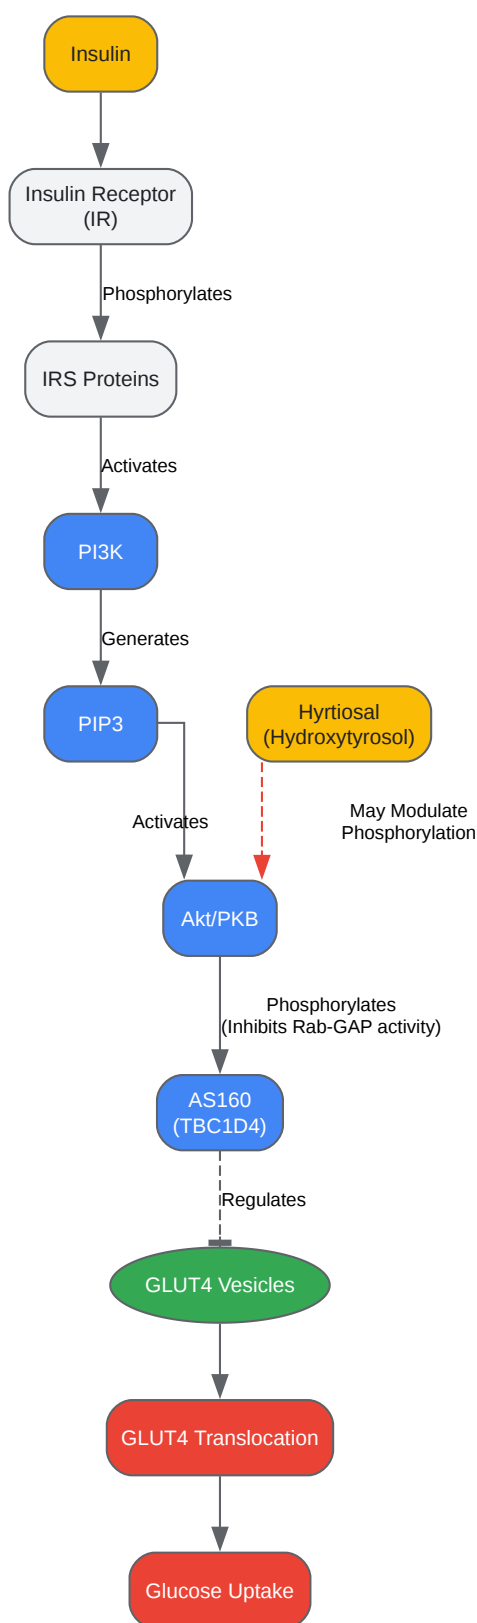 Insulin
Insulin Receptor
(IR)
Phosphorylates
IRS Proteins
Activates
PI3K
Generates
PIP3
Hyrtiosal
(Hydroxytyrosol)
Activates
May Modulate
Phosphorylation
Akt/PKB
Phosphorylates
(Inhibits Rab-GAP activity)
AS160
(TBC1D4)
Regulates
GLUT4 Vesicles
GLUT4 Translocation
Glucose Uptake